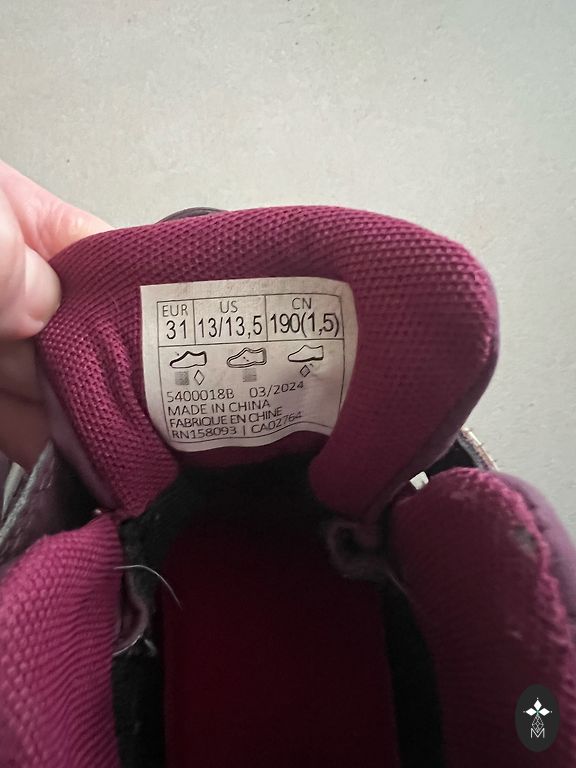 EUR US CN
31 13/13,5 190(1,5)
5400018B 03/2024
MADE IN CHINA
FABRIQUE EN CHINE
RN158093 | CA02764
M